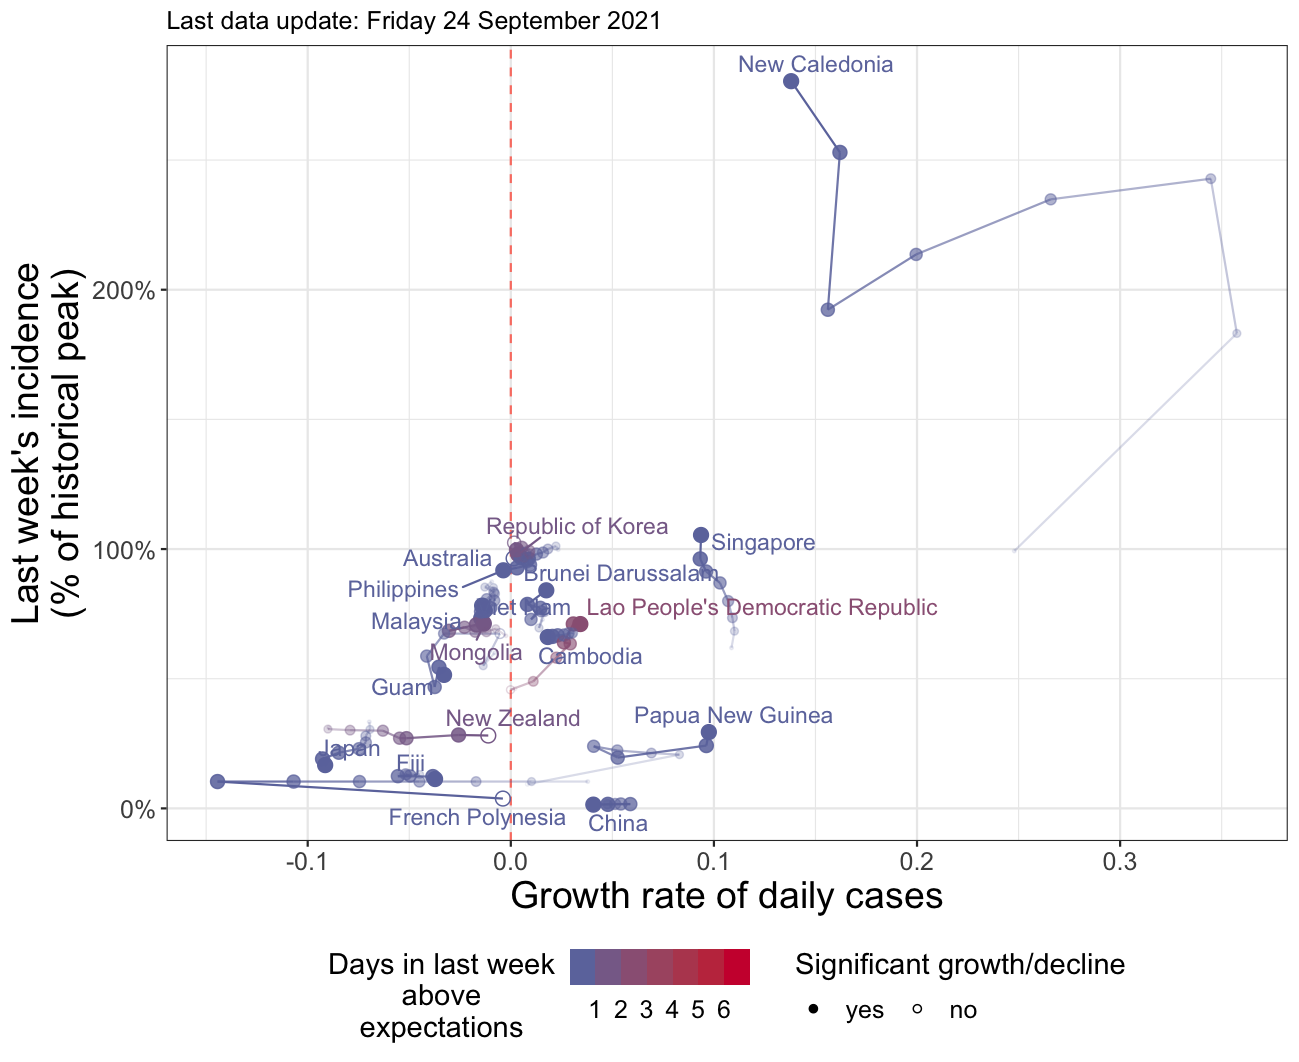 Last data update: Friday 24 September 2021
Last week's incidence
(% of historical peak)
200%
100%
0%
New Caledonia
Republic of Korea
Australia
Singapore
Philippines
Brunei Darussalam
Malaysia
Lao People's Democratic Republic
Mongolia
Cambodia
Guam
New Zealand
Papua New Guinea
Japan
Fiji
French Polynesia
China
-0.1
0.0
0.1
0.2
0.3
Growth rate of daily cases
Days in last week
above
expectations
1 2 3 4 5 6
Significant growth/decline
yes
no